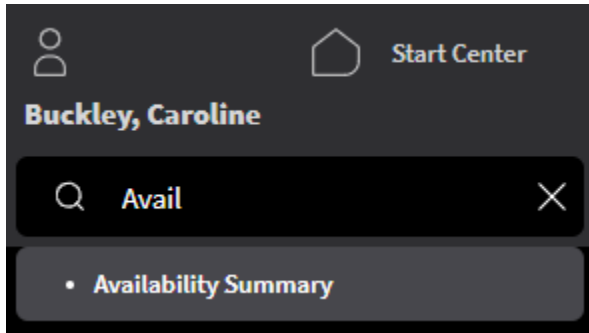 Start Center
Buckley, Caroline
Avail
• Availability Summary